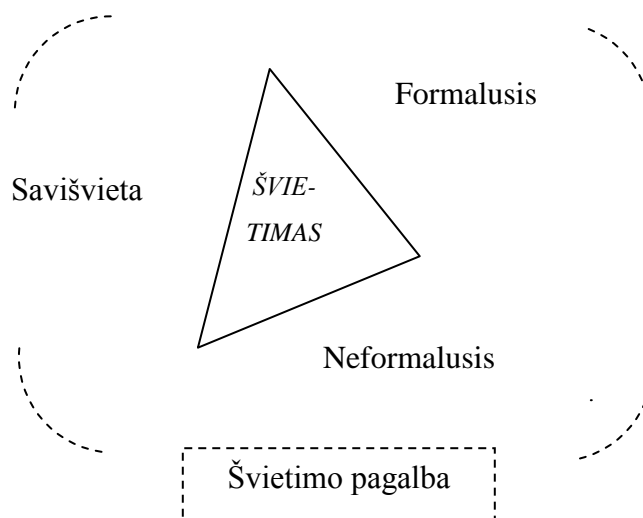 Formalusis
Savišvieta
ŠVIE-
TIMAS
Neformalusis
Švietimo pagalba